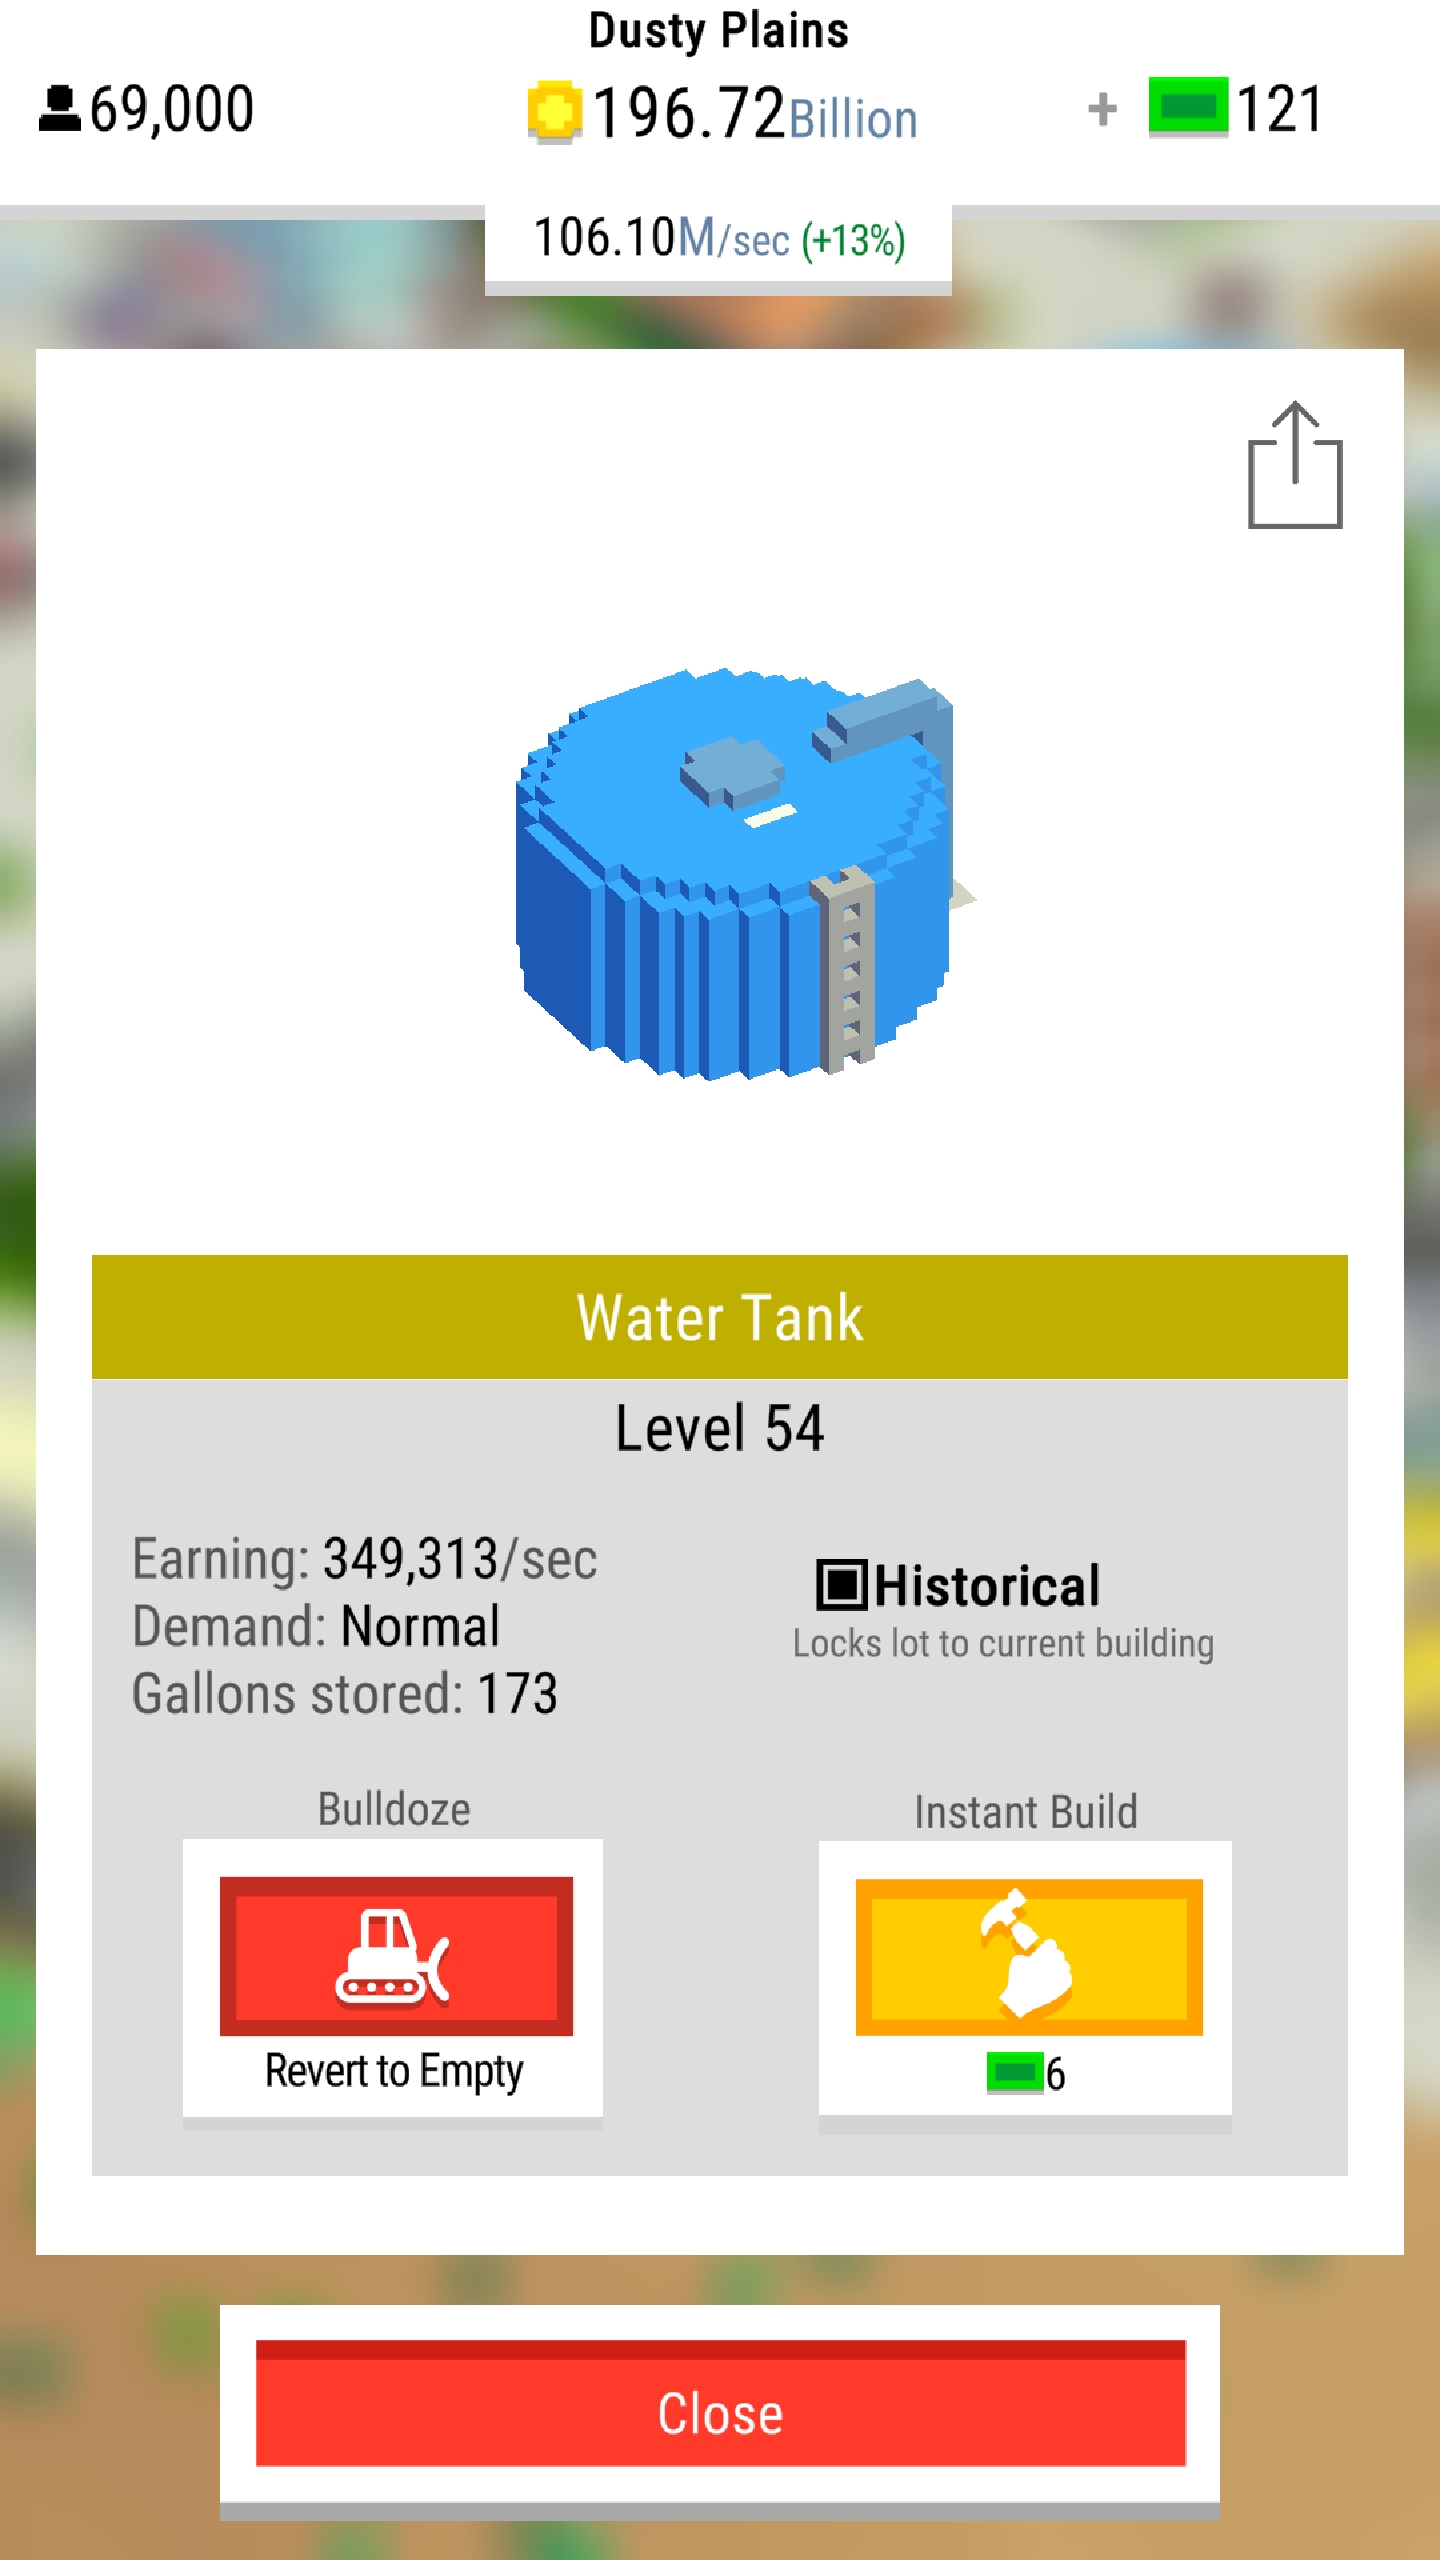 Dusty Plains
69,000
196.72Billion
+ 121
106.10M/sec (+13%)
Water Tank
Level 54
Earning: 349,313/sec
Demand: Normal
Gallons stored: 173
Historical
Locks lot to current building
Bulldoze
Revert to Empty
Instant Build
6
Close